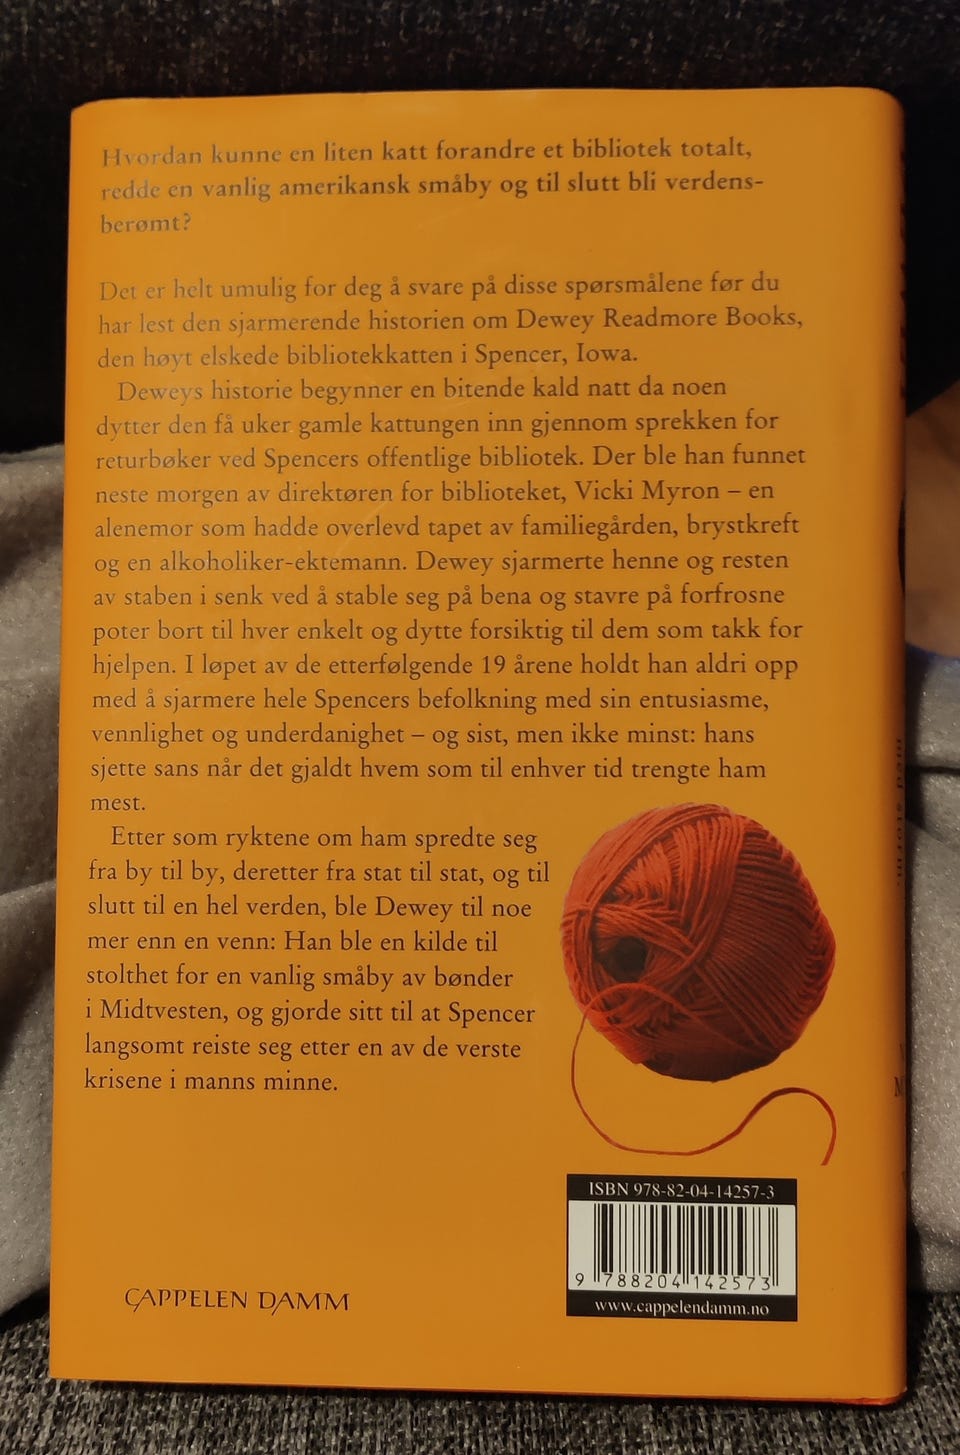 Hvordan kunne en liten katt forandre et bibliotek totalt,
redde en vanlig amerikansk småby og til slutt bli verdens-
berømt?
Det er helt umulig for deg å svare på disse spørsmålene før du
har lest den sjarmerende historien om Dewey Readmore Books,
den høyt elskede bibliotekkatten i Spencer, Iowa.
Deweys historie begynner en bitende kald natt da noen
dytter den få uker gamle kattungen inn gjennom sprekken for
returbøker ved Spencers offentlige bibliotek. Der ble han funnet
neste morgen av direktøren for biblioteket, Vicki Myron – en
alenemor som hadde overlevd tapet av familiegården, brystkreft
og en alkoholiker-ektemann. Dewey sjarmerte henne og resten
av staben i senk ved å stable seg på bena og stavre på forfrosne
poter bort til hver enkelt og dytte forsiktig til dem som takk for
hjelpen. I løpet av de etterfølgende 19 årene holdt han aldri opp
med å sjarmere hele Spencers befolkning med sin entusiasme,
vennlighet og underdanighet – og sist, men ikke minst: hans
sjette sans når det gjaldt hvem som til enhver tid trengte ham
mest.
Etter som ryktene om ham spredte seg
fra by til by, deretter fra stat til stat, og til
slutt til en hel verden, ble Dewey til noe
mer enn en venn: Han ble en kilde til
stolthet for en vanlig småby av bønder
i Midtvesten, og gjorde sitt til at Spencer
langsomt reiste seg etter en av de verste
krisene i manns minne.
ISBN 978-82-04-14257-3
9 788204 142573
www.cappelendamm.no
CAPPELEN DAMM